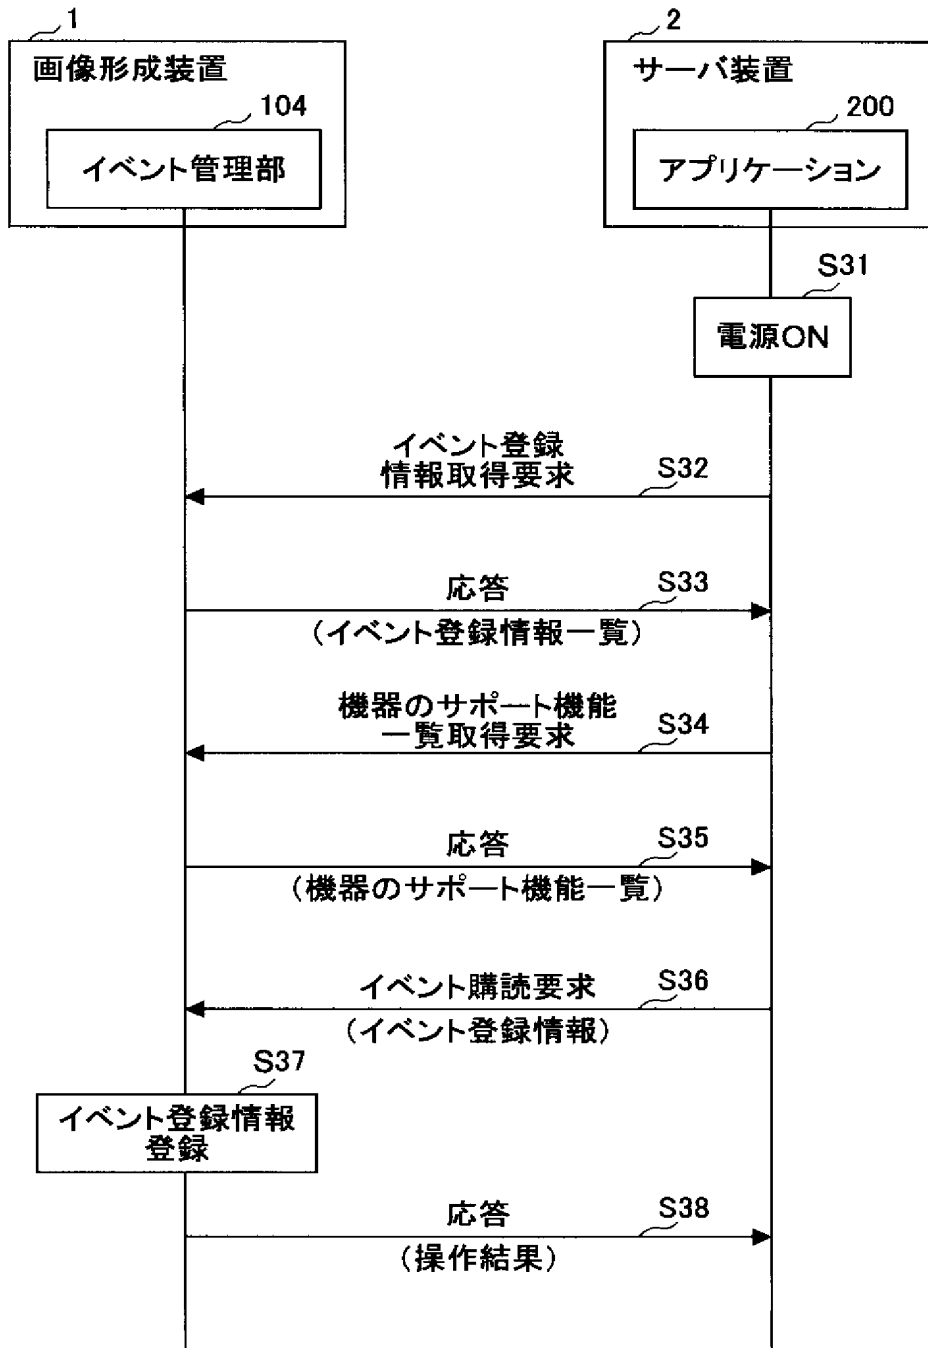 1
画像形成装置
104
イベント管理部
2
サーバ装置
200
アプリケーション
S31
電源ON
イベント登録
情報取得要求
S32
応答
S33
(イベント登録情報一覧)
機器のサポート機能
一覧取得要求
S34
応答
S35
(機器のサポート機能一覧)
イベント購読要求
S36
(イベント登録情報)
S37
イベント登録情報
登録
応答
S38
(操作結果)